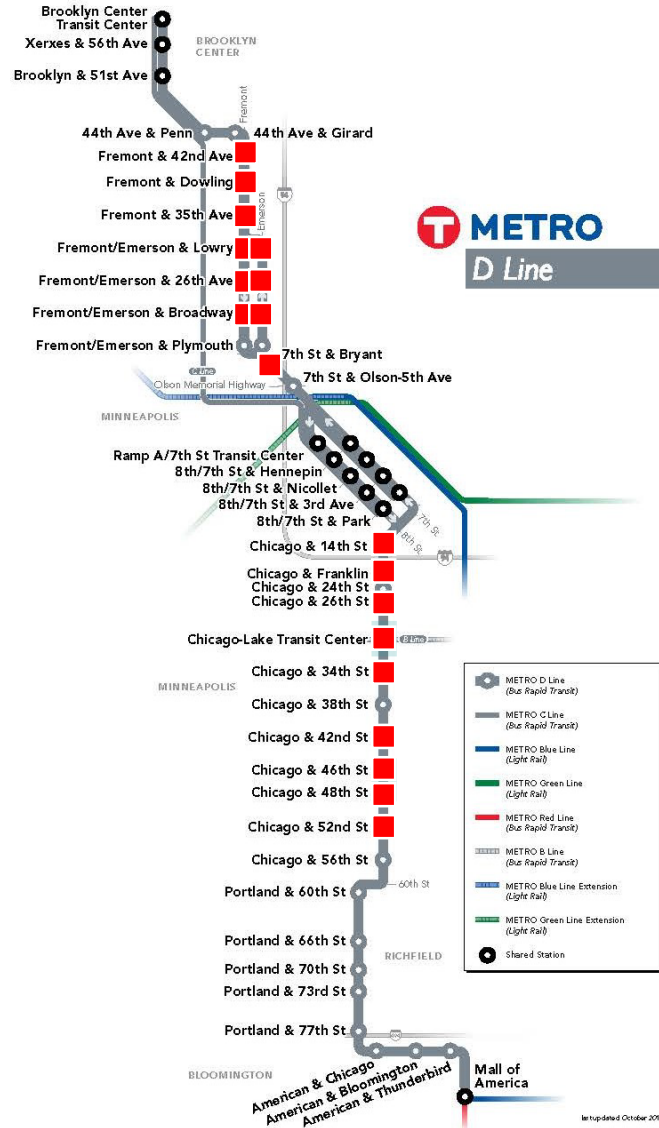 Brooklyn Center
Transit Center
Xerxes & 56th Ave
BROOKLYN
CENTER
Brooklyn & 51st Ave
Fremont
44th Ave & Penn
44th Ave & Girard
Fremont & 42nd Ave
Fremont & Dowling
94
Fremont & 35th Ave
Emerson
T METRO
D Line
Fremont/Emerson & Lowry
Fremont/Emerson & 26th Ave
Fremont/Emerson & Broadway
Fremont/Emerson & Plymouth
7th St & Bryant
C Line
7th St & Olson-5th Ave
Olson Memorial Highway
MINNEAPOLIS
Ramp A/7th St Transit Center
8th/7th St & Hennepin
8th/7th St & Nicollet
8th/7th St & 3rd Ave
8th/7th St & Park
7th St
8th St
Chicago & 14th St
94
Chicago & Franklin
Chicago & 24th St
Chicago & 26th St
Chicago-Lake Transit Center
B Line
Chicago & 34th St
MINNEAPOLIS
Chicago & 38th St
Chicago & 42nd St
Chicago & 46th St
Chicago & 48th St
Chicago & 52nd St
Chicago & 56th St
60th St
Portland & 60th St
Portland & 66th St
RICHFIELD
Portland & 70th St
Portland & 73rd St
Portland & 77th St
BLOOMINGTON
American & Chicago
American & Bloomington
American & Thunderbird
Mall of
America
METRO D Line
(Bus Rapid Transit)
METRO C Line
(Bus Rapid Transit)
METRO Blue Line
(Light Rail)
METRO Green Line
(Light Rail)
METRO Red Line
(Bus Rapid Transit)
METRO B Line
(Bus Rapid Transit)
METRO Blue Line Extension
(Light Rail)
METRO Green Line Extension
(Light Rail)
Shared Station
last updated October